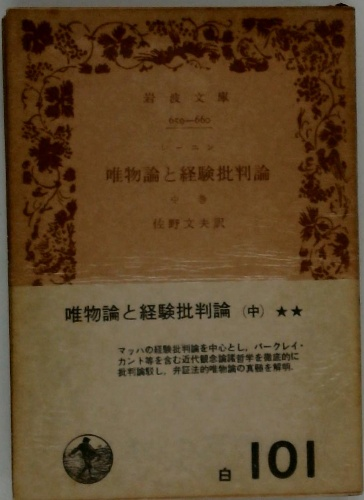 岩波文庫
659—660
レーニン
唯物論と経験批判論
中巻
佐野文夫訳
唯物論と経験批判論（中）★★
マッハの経験批判論を中心とし，バークレイ・
カント等を含む近代観念論諸哲学を徹底的に
批判論駁し，弁証法的唯物論の真髄を解明．
白 101